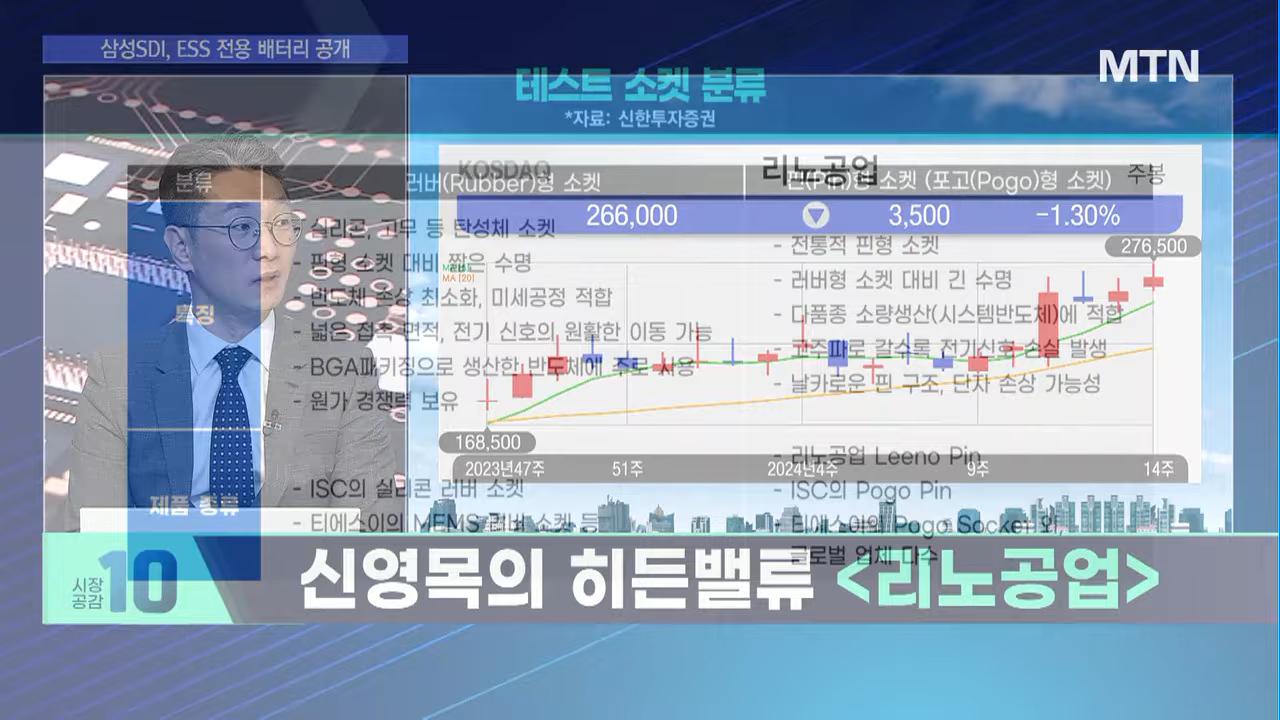 삼성SDI, ESS 전용 배터리 공개
MTN
테스트 소켓 분류
*자료: 신한투자증권
KOSDAQ
리노공업
주봉
분류
러버(Rubber)형 소켓
핀(Pin)형 소켓 (포고(Pogo)형 소켓)
266,000
3,500
-1.30%
276,500
MA [20]
특징
- 실리콘, 고무 등 탄성체 소켓
- 핀형 소켓 대비 짧은 수명
- 반도체 손상 최소화, 미세공정 적합
- 넓은 접촉 면적, 전기 신호의 원활한 이동 가능
- BGA패키징으로 생산한 반도체에 주로 사용
- 원가 경쟁력 보유
- 전통적 핀형 소켓
- 러버형 소켓 대비 긴 수명
- 다품종 소량생산(시스템반도체)에 적합
- 고주파로 갈수록 전기신호 손실 발생
- 날카로운 핀 구조, 단자 손상 가능성
168,500
2023년47주
51주
2024년4주
9주
14주
제품 종류
- ISC의 실리콘 러버 소켓
- 티에스이의 MEMS 러버 소켓 등
- 리노공업 Leeno Pin
- ISC의 Pogo Pin
- 티에스이의 Pogo Socket 외,
글로벌 업체 다수
시장
공감
10
신영목의 히든밸류 <리노공업>